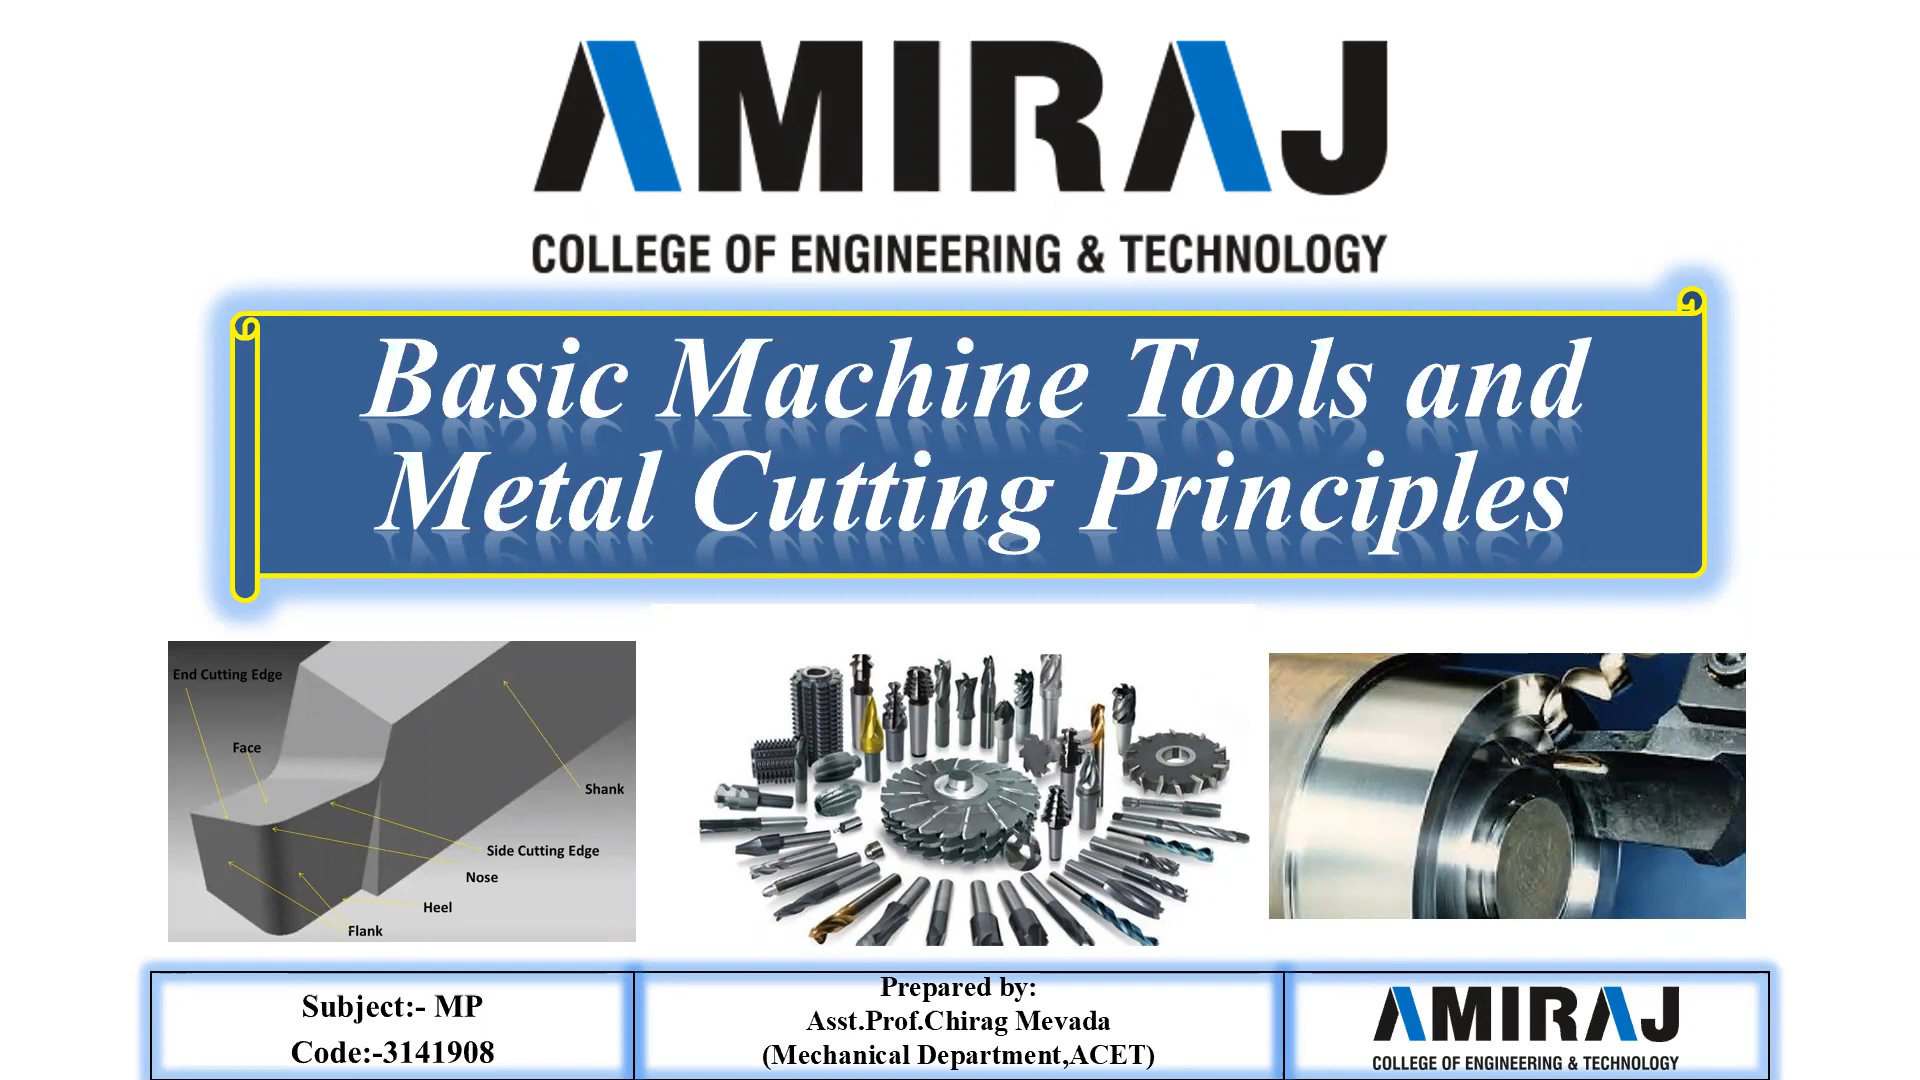 AMIRAJ
COLLEGE OF ENGINEERING & TECHNOLOGY
Basic Machine Tools and
Metal Cutting Principles
End Cutting Edge
Face
Shank
Side Cutting Edge
Nose
Heel
Flank
Subject:- MP
Code:-3141908
Prepared by:
Asst.Prof.Chirag Mevada
(Mechanical Department,ACET)
AMIRAJ
COLLEGE OF ENGINEERING & TECHNOLOGY